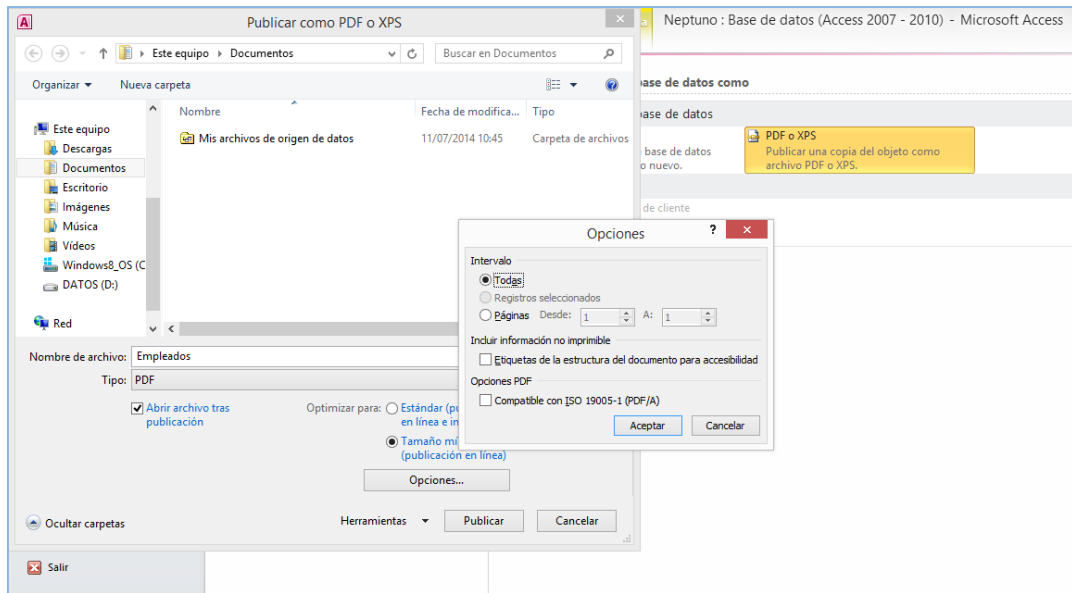 Publicar como PDF o XPS
Neptuno : Base de datos (Access 2007 - 2010) - Microsoft Access
Este equipo
Documentos
Buscar en Documentos
Organizar
Nueva carpeta
Nombre
Fecha de modifica...
Tipo
Mis archivos de origen de datos
11/07/2014 10:45
Carpeta de archivos
Este equipo
Descargas
Documentos
Escritorio
Imágenes
Música
Vídeos
Windows8_OS (C
DATOS (D:)
Red
ase de datos como
ase de datos
base de datos
o nuevo.
PDF o XPS
Publicar una copia del objeto como
archivo PDF o XPS.
de cliente
Opciones
?
Intervalo
Todas
Registros seleccionados
Páginas Desde: 1 A: 1
Incluir información no imprimible
Etiquetas de la estructura del documento para accesibilidad
Opciones PDF
Compatible con ISO 19005-1 (PDF/A)
Aceptar
Cancelar
Nombre de archivo: Empleados
Tipo: PDF
Abrir archivo tras
publicación
Optimizar para:
Estándar (pu
en línea e in
Tamaño mí
(publicación en línea)
Opciones...
Ocultar carpetas
Herramientas
Publicar
Cancelar
Salir